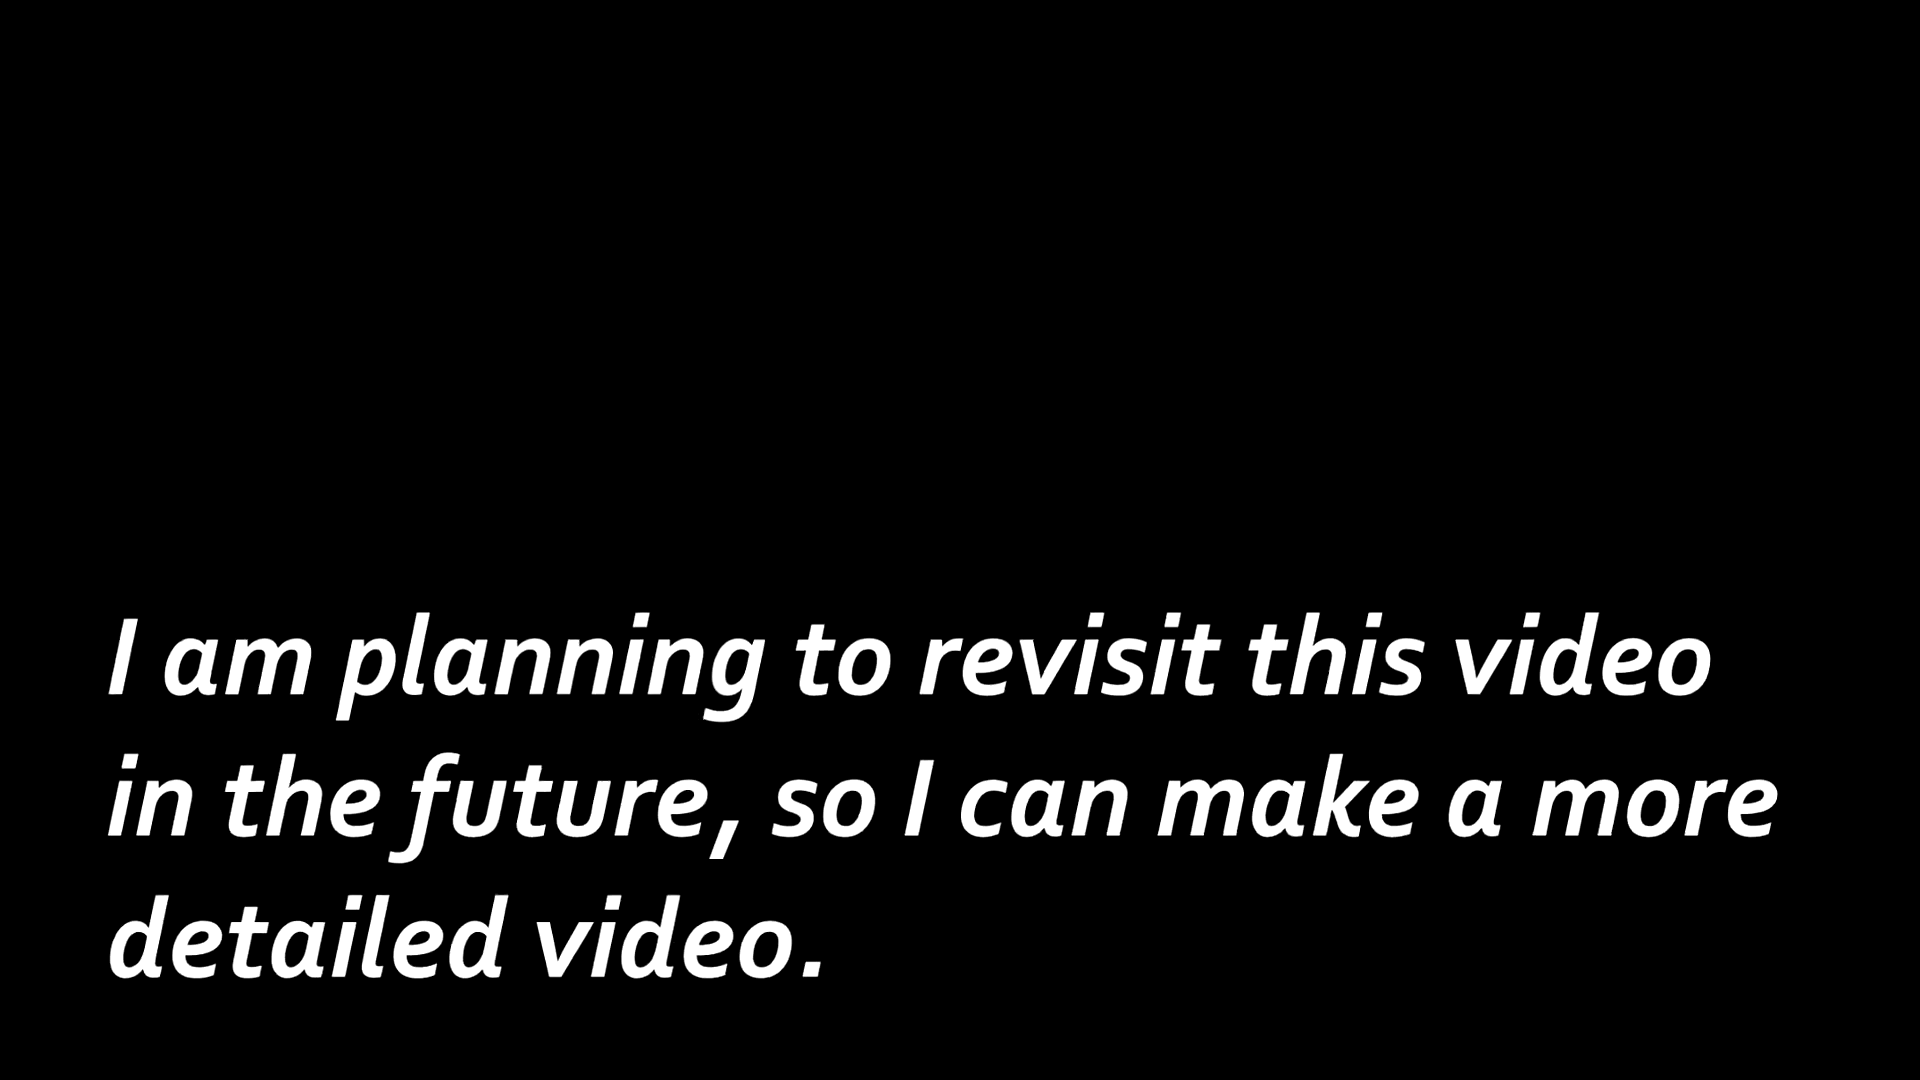 I am planning to revisit this video
in the future, so I can make a more
detailed video.